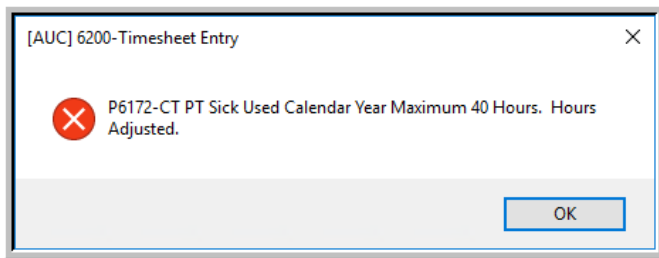 [AUC] 6200-Timesheet Entry
P6172-CT PT Sick Used Calendar Year Maximum 40 Hours.  Hours
Adjusted.
OK